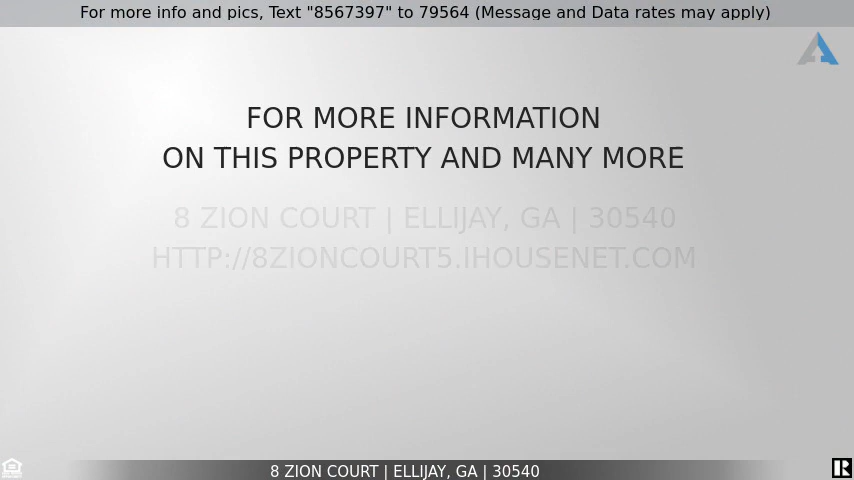 For more info and pics, Text "8567397" to 79564 (Message and Data rates may apply)
FOR MORE INFORMATION
ON THIS PROPERTY AND MANY MORE
8 ZION COURT | ELLIJAY, GA | 30540
HTTP://8ZIONCOURT5.IHOUSENET.COM
8 ZION COURT | ELLIJAY, GA | 30540